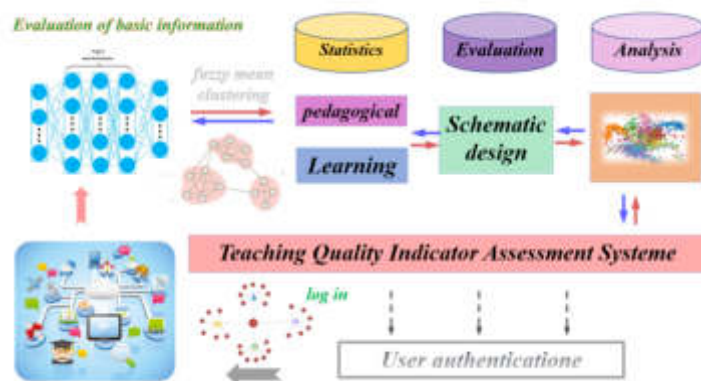 Evaluation of basic information
Statistics
Evaluation
Analysis
fuzzy mean
clustering
pedagogical
Learning
Schematic
design
Teaching Quality Indicator Assessment Systeme
log in
User authenticatione